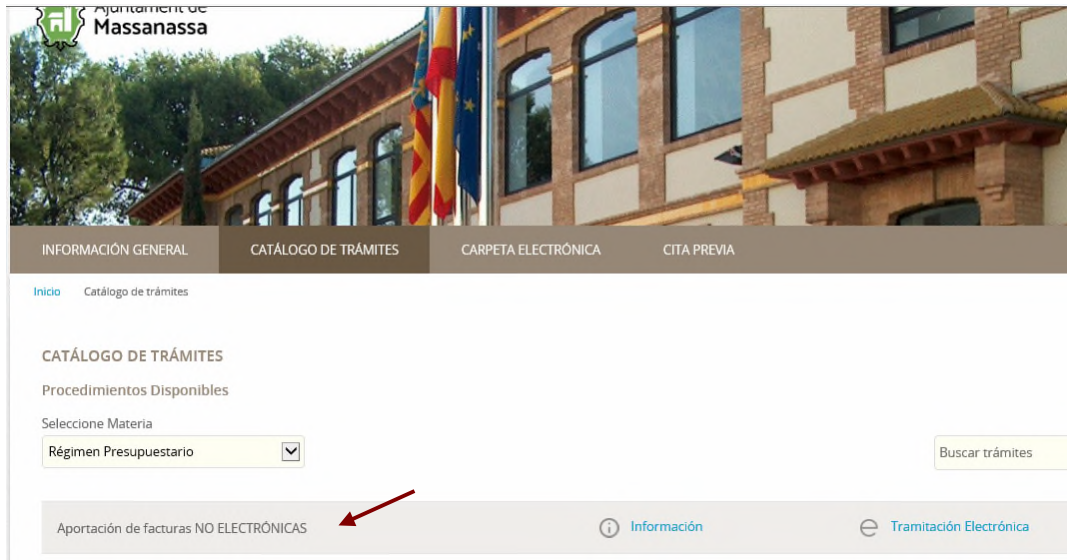 Ajuntament de
Massanassa
INFORMACIÓN GENERAL CATÁLOGO DE TRÁMITES CARPETA ELECTRÓNICA CITA PREVIA
Inicio Catálogo de trámites
CATÁLOGO DE TRÁMITES
Procedimientos Disponibles
Seleccione Materia
Régimen Presupuestario Buscar trámites
Aportación de facturas NO ELECTRÓNICAS Información Tramitación Electrónica